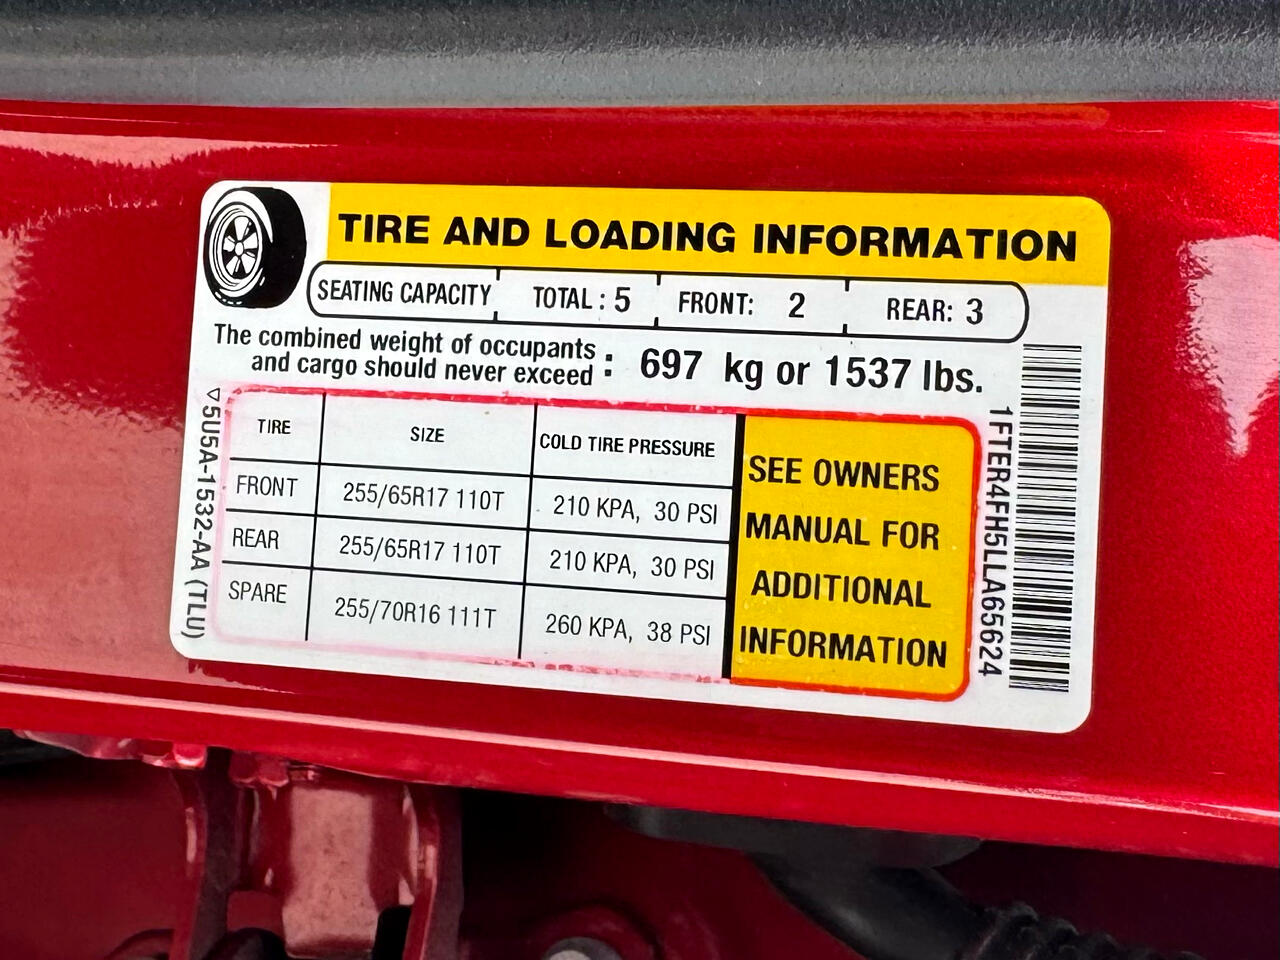 TIRE AND LOADING INFORMATION
SEATING CAPACITY TOTAL : 5 FRONT: 2 REAR: 3
The combined weight of occupants
and cargo should never exceed : 697 kg or 1537 lbs.
TIRE SIZE COLD TIRE PRESSURE
FRONT 255/65R17 110T 210 KPA, 30 PSI
REAR 255/65R17 110T 210 KPA, 30 PSI
SPARE 255/70R16 111T 260 KPA, 38 PSI
SEE OWNERS
MANUAL FOR
ADDITIONAL
INFORMATION
▽5U5A-1532-AA (TLU)
1FTER4FH5LLA65624